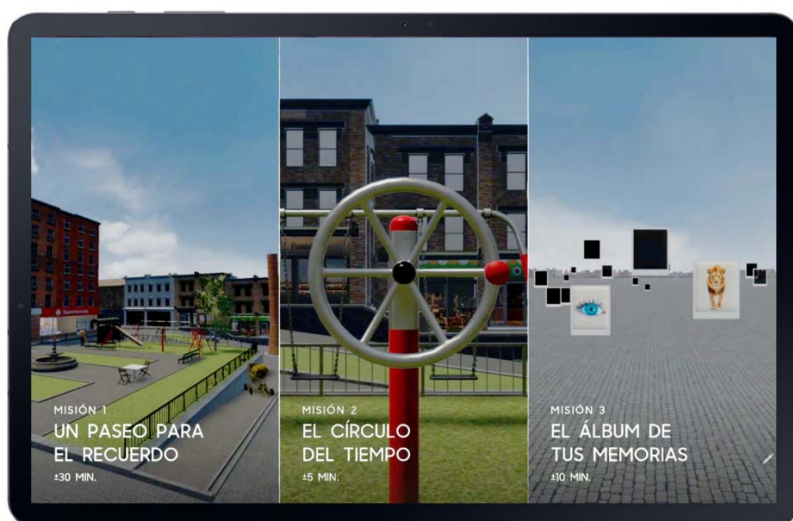 Supermercado
MISIÓN 1
UN PASEO PARA
EL RECUERDO
±30 MIN.
MISIÓN 2
EL CÍRCULO
DEL TIEMPO
±5 MIN.
MISIÓN 3
EL ÁLBUM DE
TUS MEMORIAS
±10 MIN.